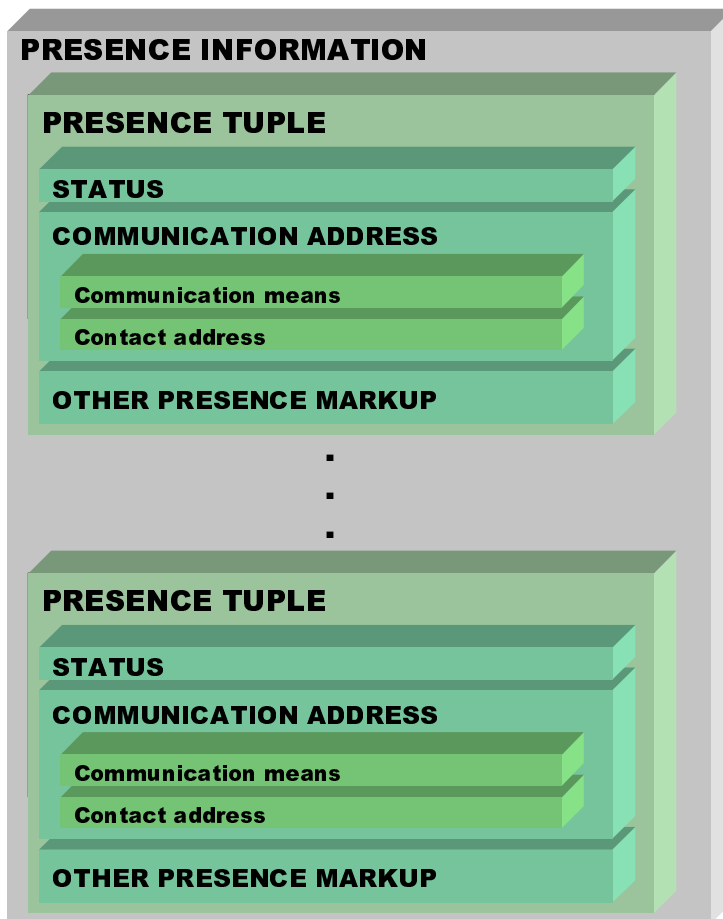 PRESENCE INFORMATION
PRESENCE TUPLE
STATUS
COMMUNICATION ADDRESS
Communication means
Contact address
OTHER PRESENCE MARKUP
.
.
.
PRESENCE TUPLE
STATUS
COMMUNICATION ADDRESS
Communication means
Contact address
OTHER PRESENCE MARKUP